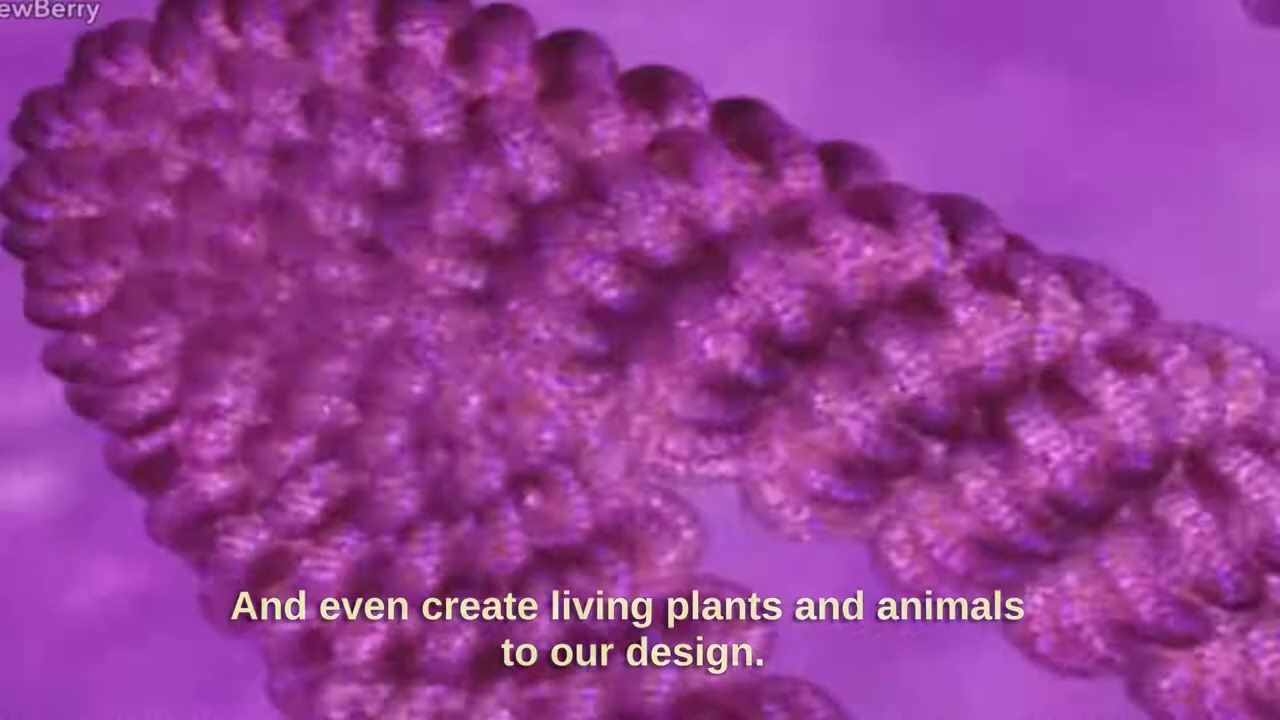 ewBerry
And even create living plants and animals
to our design.